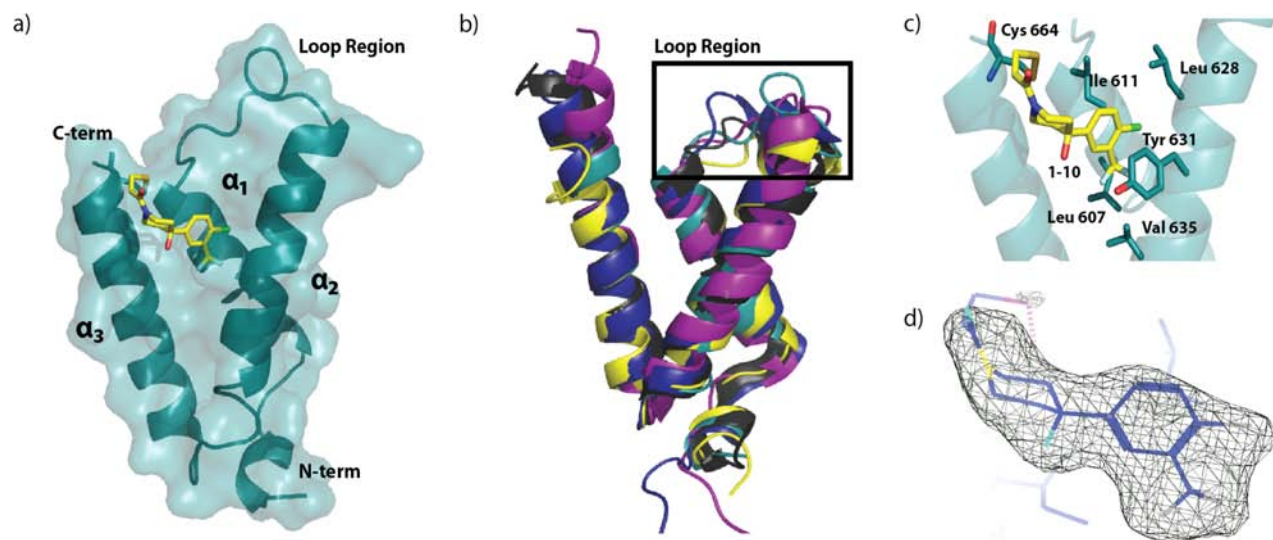 a)
Loop Region
C-term
α1
α2
α3
N-term
b)
Loop Region
c)
Cys 664
Ile 611
Leu 628
Tyr 631
1-10
Leu 607
Val 635
d)